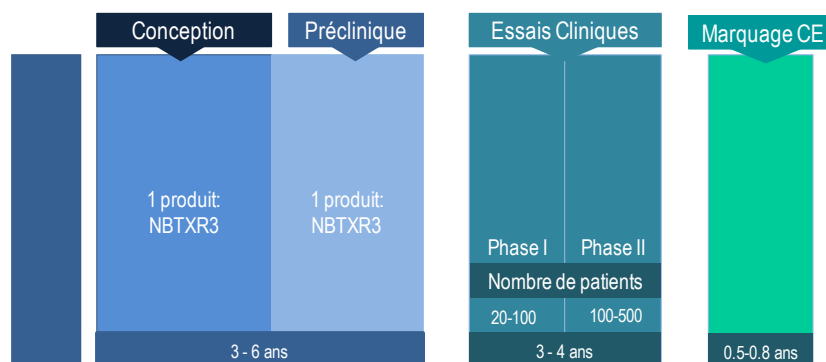 Conception
Préclinique
Essais Cliniques
Marquage CE
1 produit:
NBTXR3
1 produit:
NBTXR3
Phase I
Phase II
Nombre de patients
20-100
100-500
3 - 6 ans
3 - 4 ans
0.5-0.8 ans